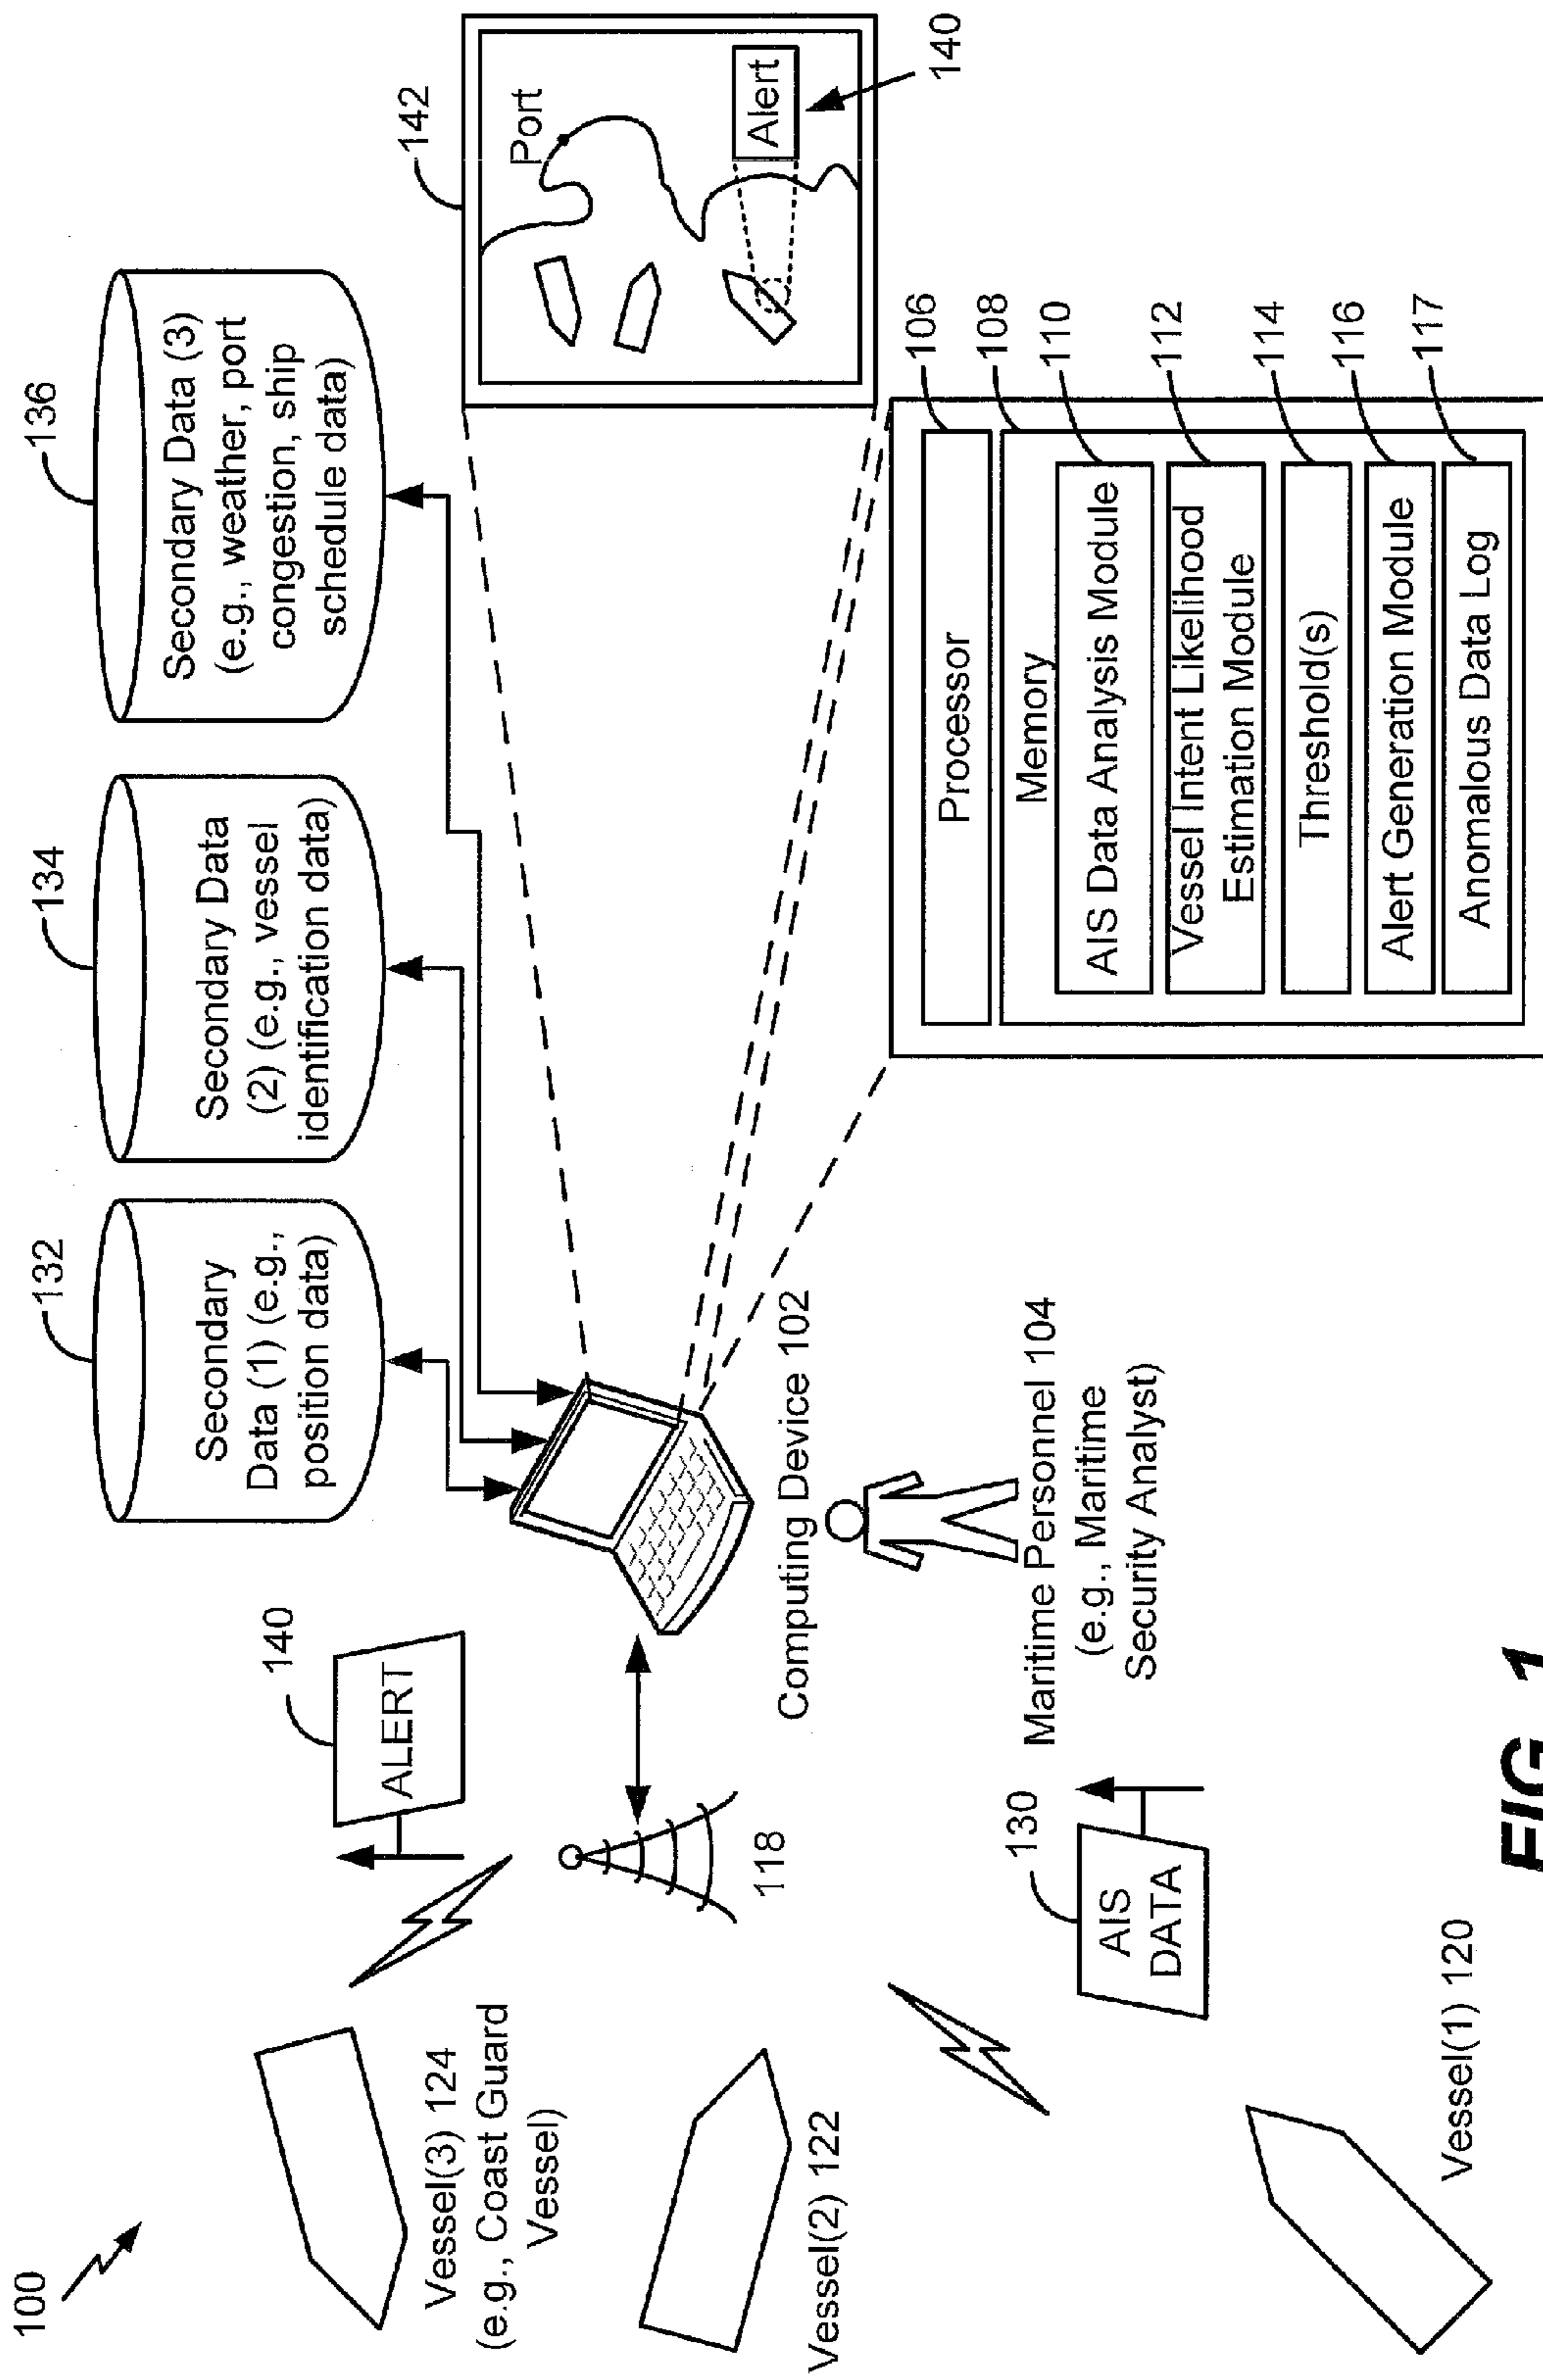 100
Vessel(3) 124
(e.g., Coast Guard
Vessel)
Vessel(2) 122
Vessel(1) 120
140
ALERT
118
130
AIS
DATA
132
Secondary
Data (1) (e.g.,
position data)
134
Secondary Data
(2) (e.g., vessel
identification data)
136
Secondary Data (3)
(e.g., weather, port
congestion, ship
schedule data)
Computing Device 102
Maritime Personnel 104
(e.g., Maritime
Security Analyst)
142
Port
Alert
140
Processor
106
Memory
108
AIS Data Analysis Module
110
Vessel Intent Likelihood
Estimation Module
112
Threshold(s)
114
Alert Generation Module
116
Anomalous Data Log
117
FIG. 1